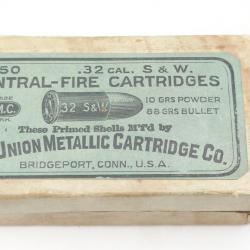 50 .32 CAL. S & W.
NTRAL-FIRE CARTRIDGES
M.C. 32 S&W 10 GRS POWDER
88 GRS BULLET
These Primed Shells M'f'd by
UNION METALLIC CARTRIDGE CO.
BRIDGEPORT, CONN., U.S.A.